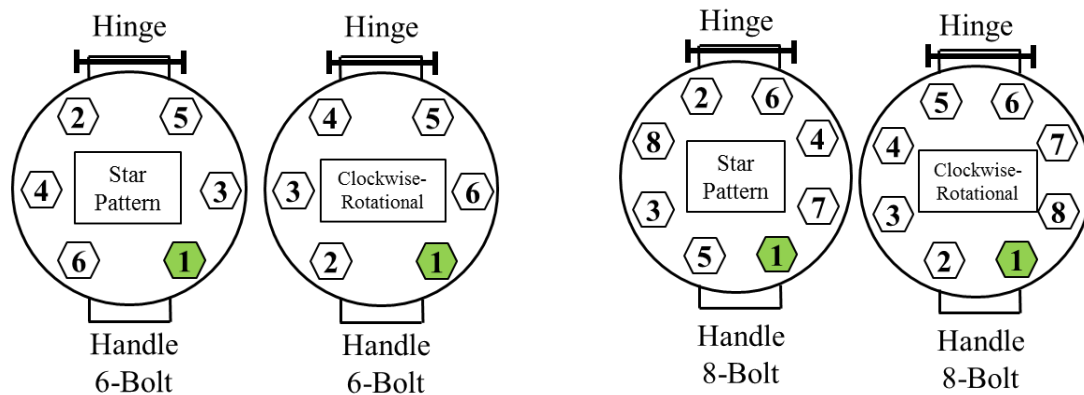 Hinge
2
5
4
Star
Pattern
3
6
1
Handle
6-Bolt
Hinge
4
5
3
Clockwise-
Rotational
6
2
1
Handle
6-Bolt
Hinge
2
6
8
4
Star
Pattern
3
7
5
1
Handle
8-Bolt
Hinge
5
6
4
7
Clockwise-
Rotational
3
8
2
1
Handle
8-Bolt